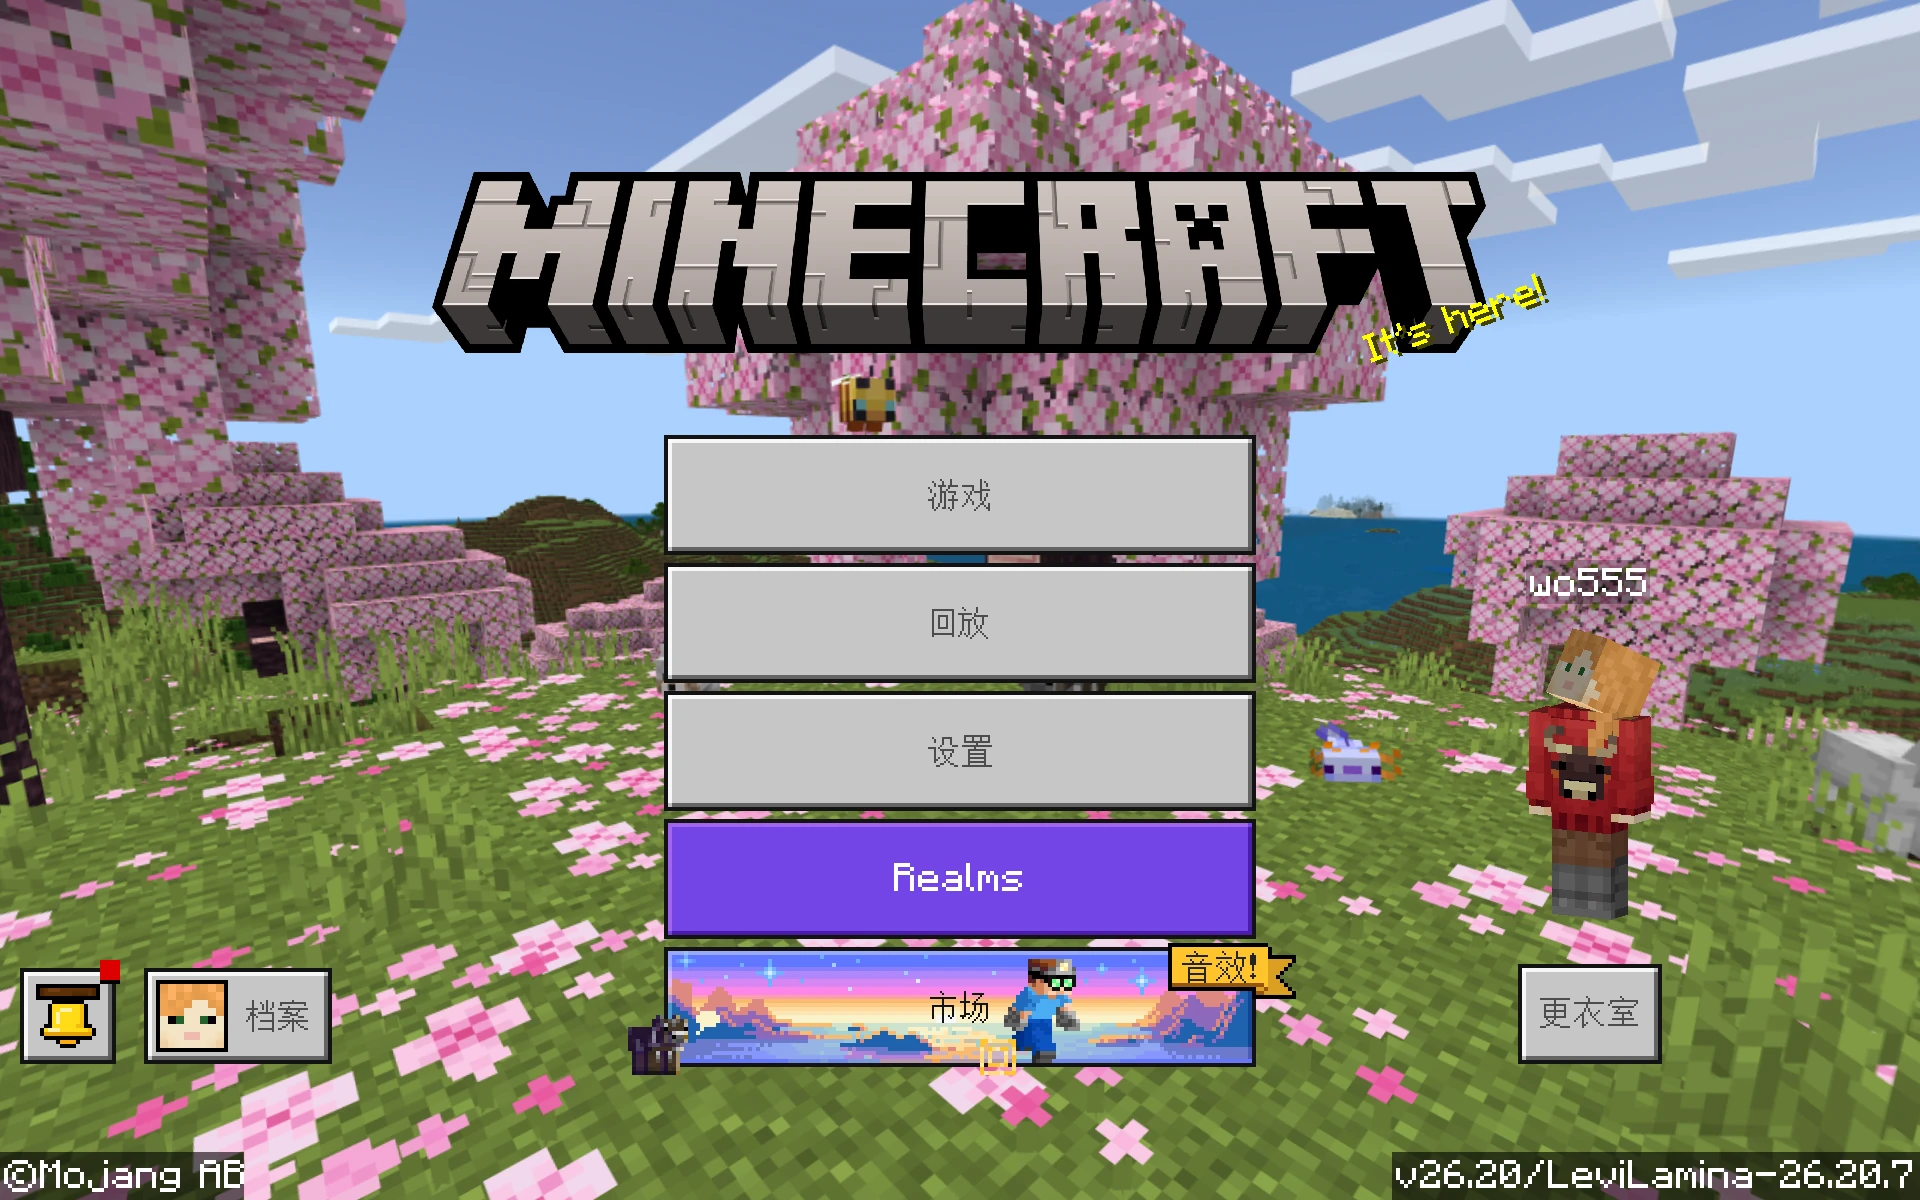 MINECRAFT
It's here!
游戏
回放
设置
wo555
Realms
音效!
市场
档案
更衣室
©Mojang AB
v26.20/LeviLamina-26.20.7